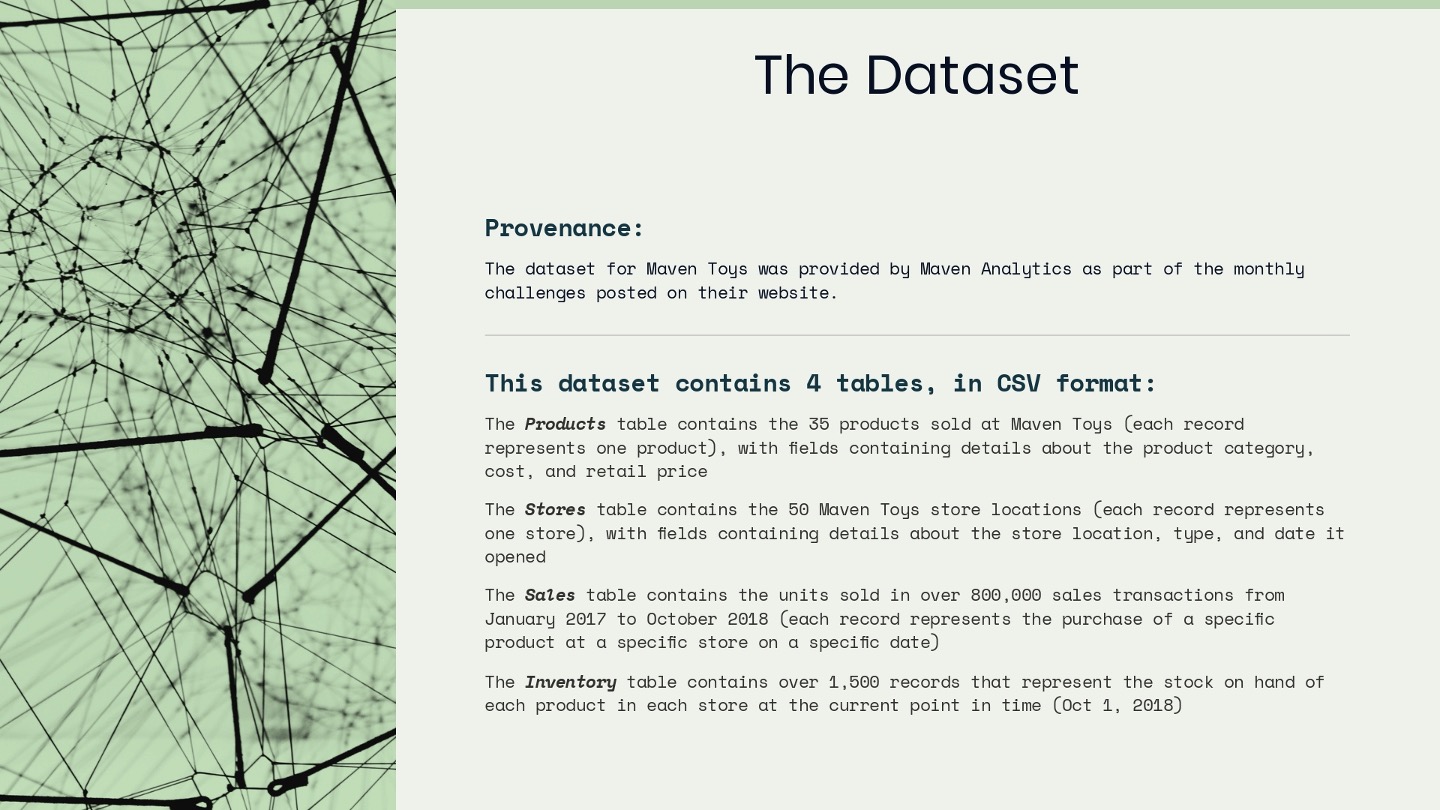 The Dataset
Provenance:
The dataset for Maven Toys was provided by Maven Analytics as part of the monthly
challenges posted on their website.
This dataset contains 4 tables, in CSV format:
The Products table contains the 35 products sold at Maven Toys (each record
represents one product), with fields containing details about the product category,
cost, and retail price
The Stores table contains the 50 Maven Toys store locations (each record represents
one store), with fields containing details about the store location, type, and date it
opened
The Sales table contains the units sold in over 800,000 sales transactions from
January 2017 to October 2018 (each record represents the purchase of a specific
product at a specific store on a specific date)
The Inventory table contains over 1,500 records that represent the stock on hand of
each product in each store at the current point in time (Oct 1, 2018)